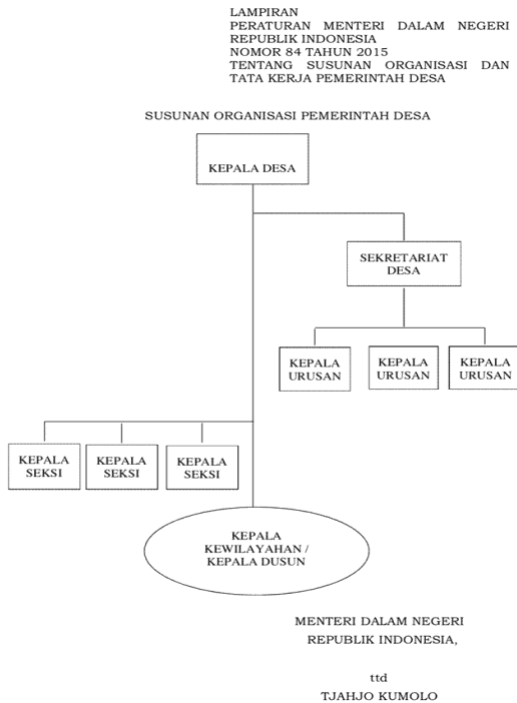 LAMPIRAN
PERATURAN MENTERI DALAM NEGERI
REPUBLIK INDONESIA
NOMOR 84 TAHUN 2015
TENTANG SUSUNAN ORGANISASI DAN
TATA KERJA PEMERINTAH DESA
SUSUNAN ORGANISASI PEMERINTAH DESA
KEPALA DESA
SEKRETARIAT
DESA
KEPALA
URUSAN
KEPALA
URUSAN
KEPALA
URUSAN
KEPALA
SEKSI
KEPALA
SEKSI
KEPALA
SEKSI
KEPALA
KEWILAYAHAN /
KEPALA DUSUN
MENTERI DALAM NEGERI
REPUBLIK INDONESIA,
ttd
TJAHJO KUMOLO